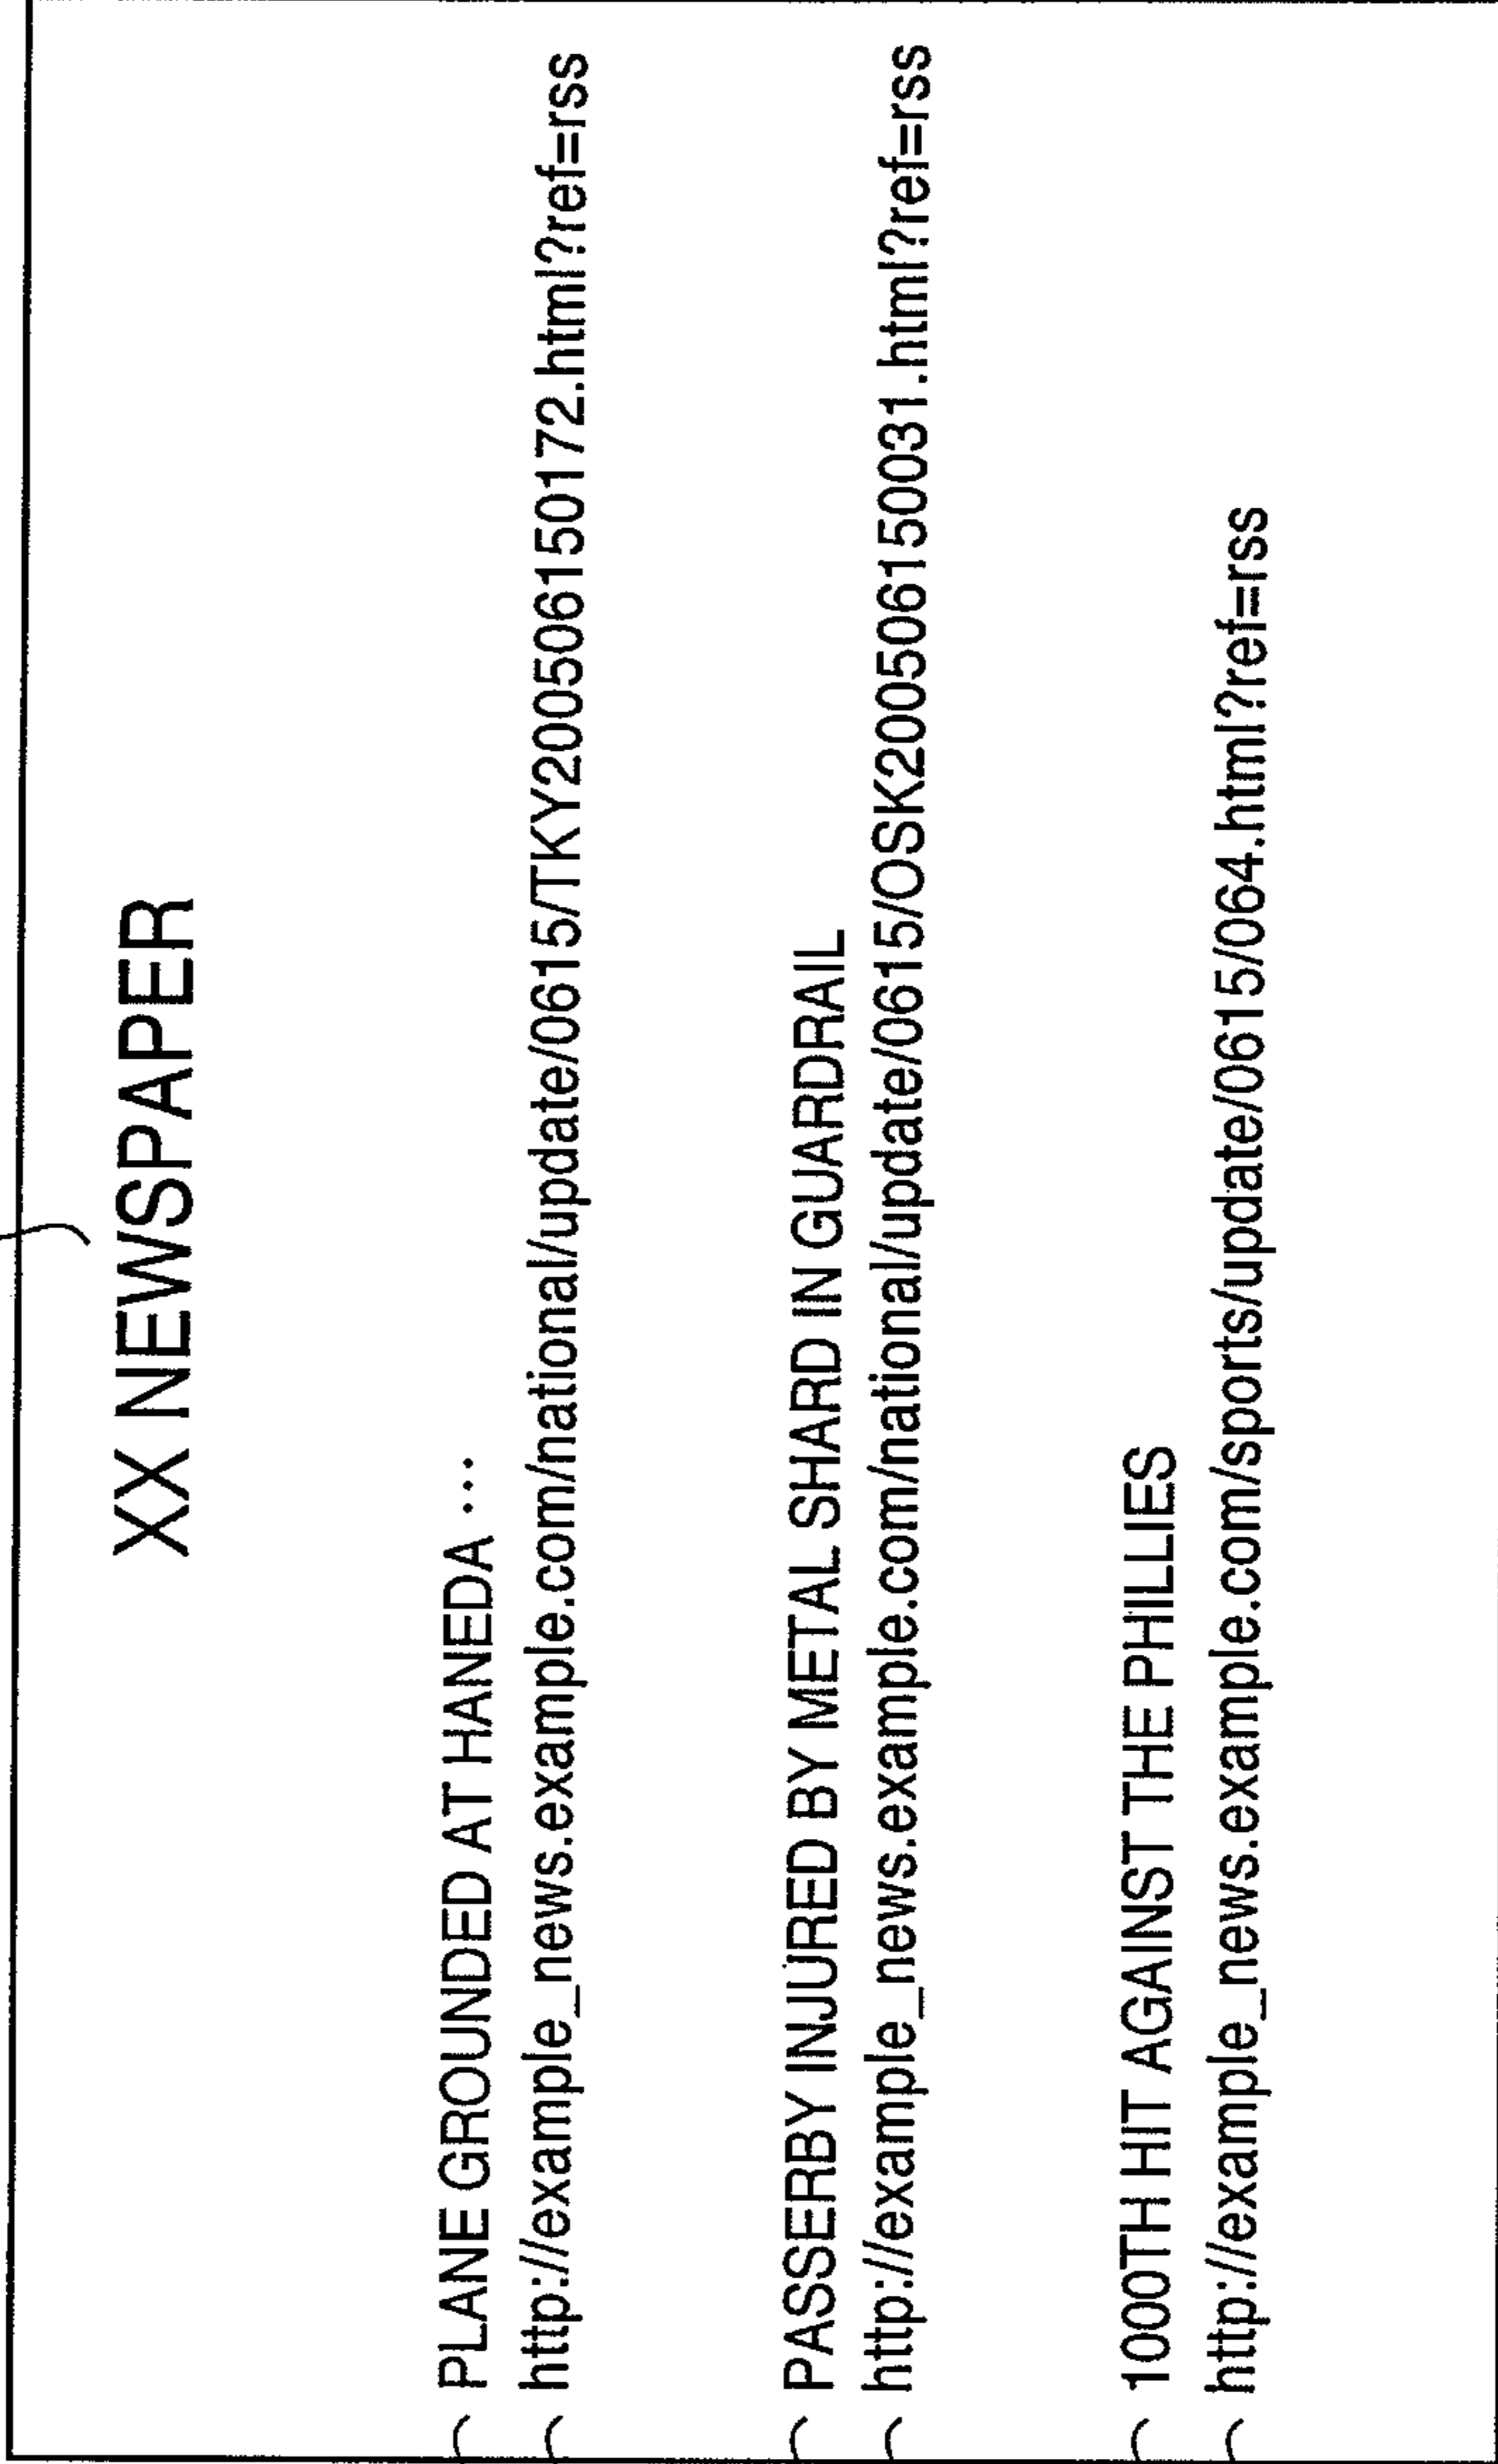 XX NEWSPAPER
PLANE GROUNDED AT HANEDA ···
http://example_news.example.com/national/update/0615/TKY200506150172.html?ref=rss
PASSERBY INJURED BY METAL SHARD IN GUARDRAIL
http://example_news.example.com/national/update/0615/OSK200506150031.html?ref=rss
1000TH HIT AGAINST THE PHILLIES
http://example_news.example.com/sports/update/0615/064.html?ref=rss